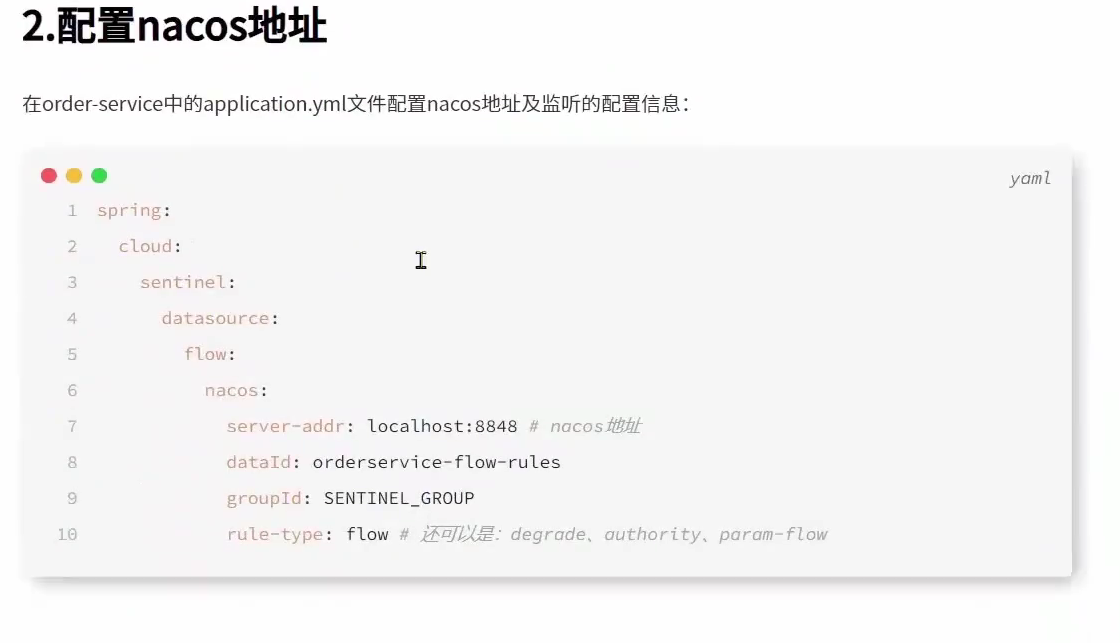 2.配置nacos地址
在order-service中的application.yml文件配置nacos地址及监听的配置信息：
yaml
1 spring:
2   cloud:
3     sentinel:
4       datasource:
5         flow:
6           nacos:
7             server-addr: localhost:8848 # nacos地址
8             dataId: orderservice-flow-rules
9             groupId: SENTINEL_GROUP
10             rule-type: flow # 还可以是：degrade、authority、param-flow